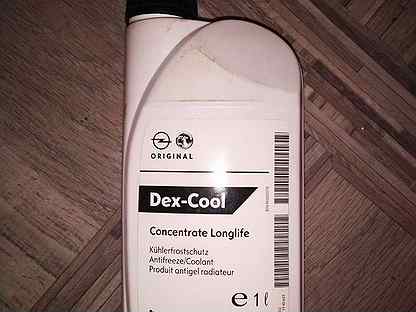 ORIGINAL
Dex-Cool
Concentrate Longlife
Kühlerfrostschutz
Antifreeze/Coolant
Produit antigel radiateur
e 1 l